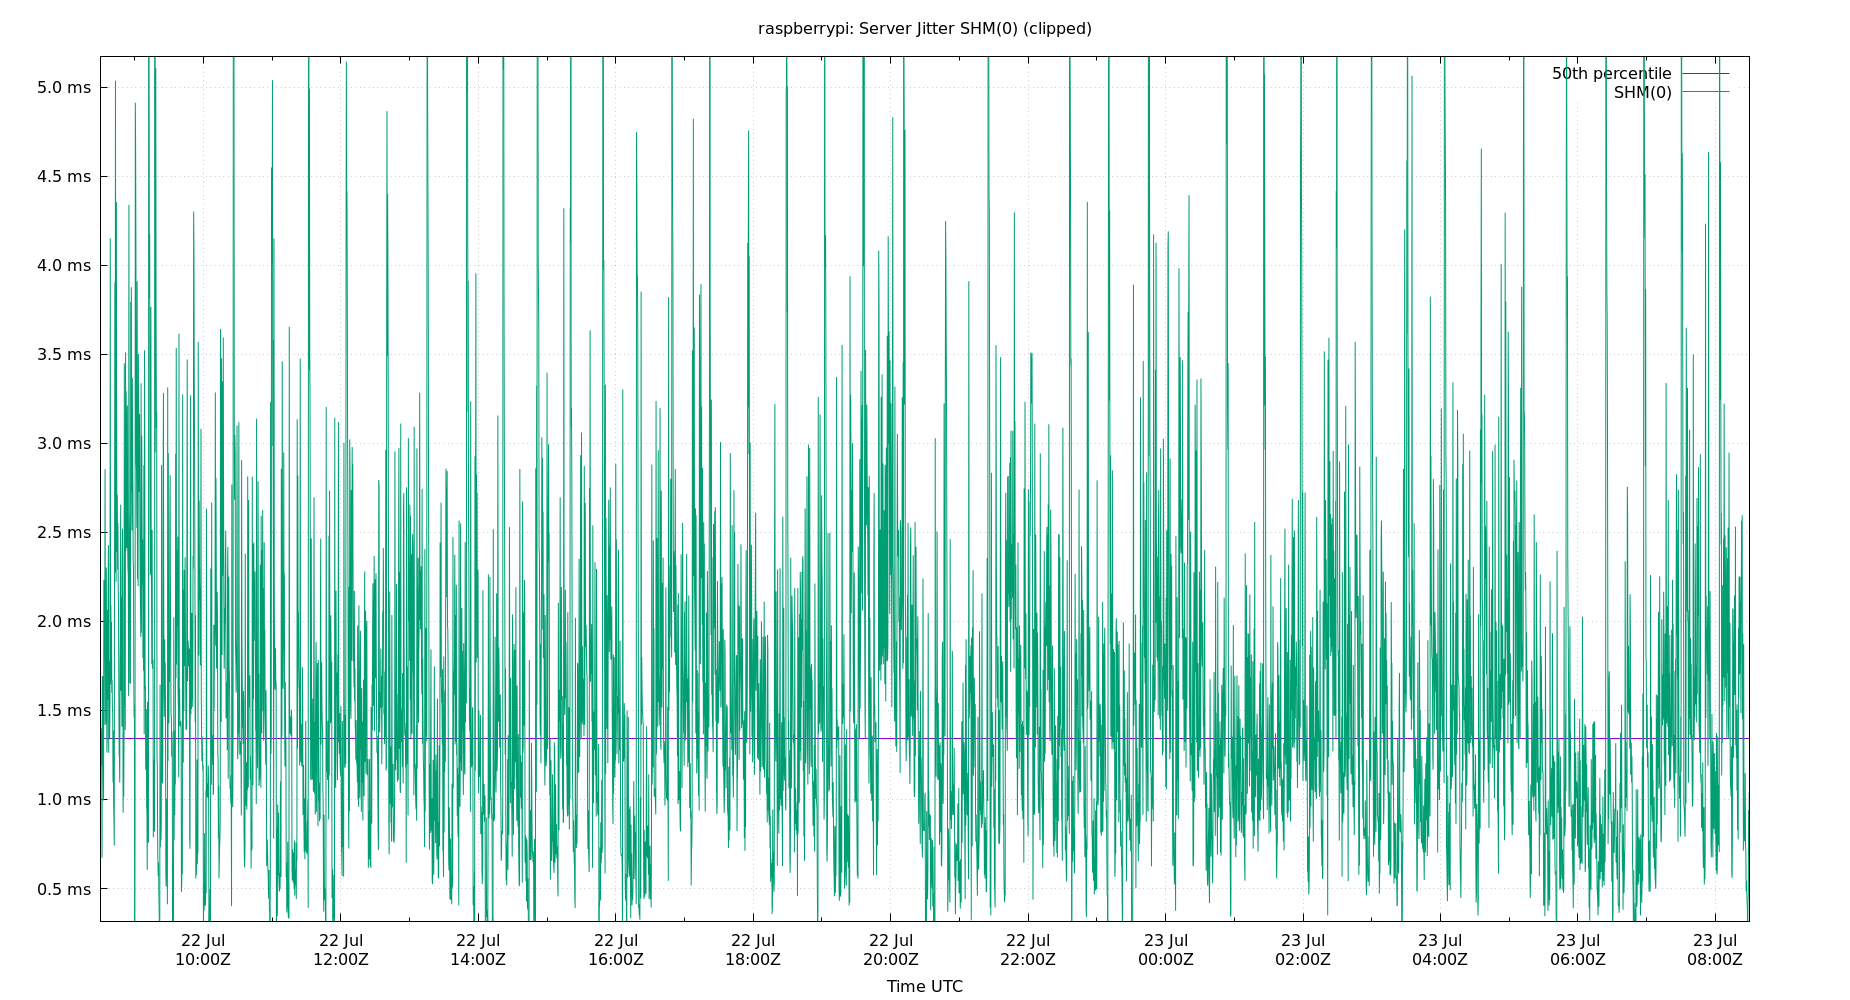 raspberrypi: Server Jitter SHM(0) (clipped)
50th percentile
SHM(0)
5.0 ms
4.5 ms
4.0 ms
3.5 ms
3.0 ms
2.5 ms
2.0 ms
1.5 ms
1.0 ms
0.5 ms
22 Jul 22 Jul 22 Jul 22 Jul 22 Jul 22 Jul 22 Jul 23 Jul 23 Jul 23 Jul 23 Jul 23 Jul
10:00Z 12:00Z 14:00Z 16:00Z 18:00Z 20:00Z 22:00Z 00:00Z 02:00Z 04:00Z 06:00Z 08:00Z
Time UTC